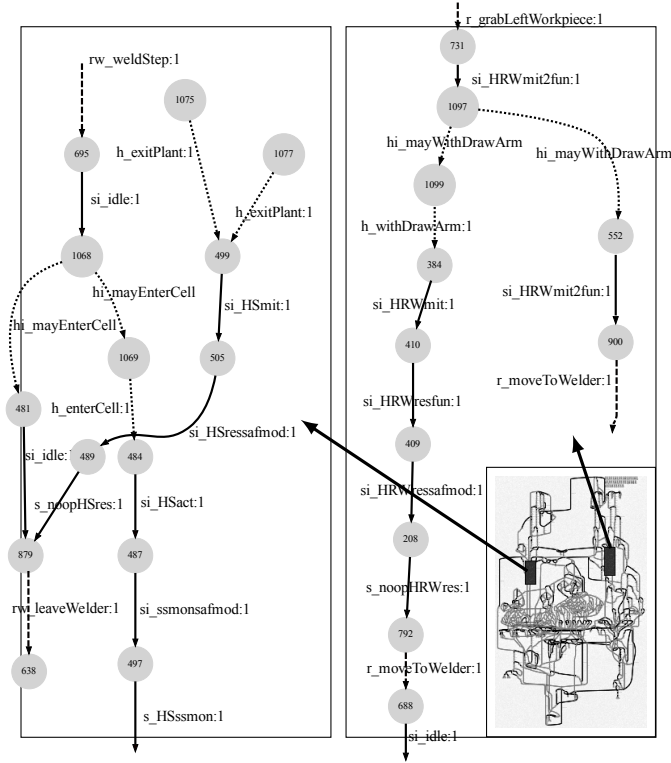 r_grabLeftWorkpiece:1
731
si_HRWmit2fun:1
1097
hi_mayWithDrawArm
hi_mayWithDrawArm
1099
h_withDrawArm:1
552
384
si_HRWmit:1
si_HRWmit2fun:1
410
900
si_HRWresfun:1
r_moveToWelder:1
409
si_HRWressafmod:1
208
s_noopHRWres:1
792
r_moveToWelder:1
688
si_idle:1
rw_weldStep:1
1075
h_exitPlant:1
695
1077
si_idle:1
h_exitPlant:1
1068
499
hi_mayEnterCell
si_HSmit:1
hi_mayEnterCell
1069
505
481
h_enterCell:1
si_HSressafmod:1
si_idle:1
489
484
s_noopHSres:1
si_HSact:1
879
487
rw_leaveWelder:1
si_ssmonsafmod:1
638
497
s_HSssmon:1